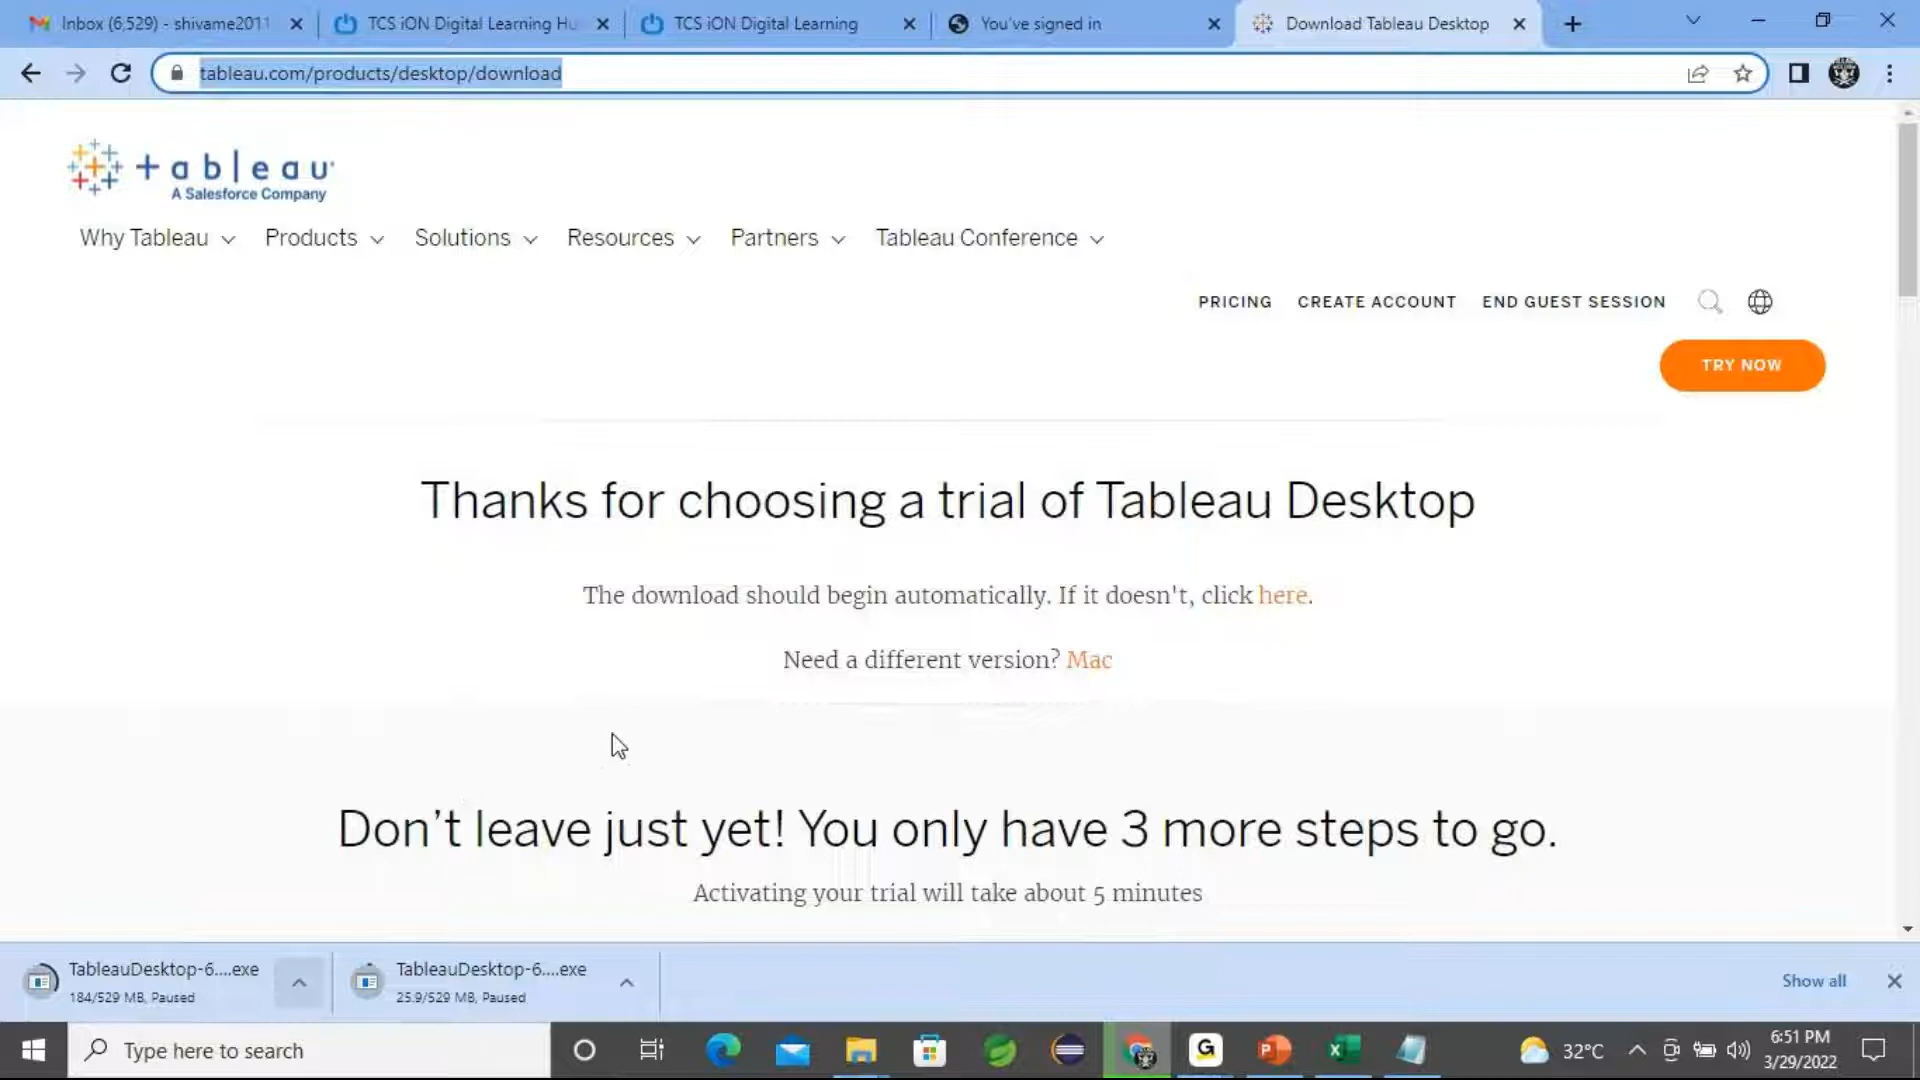 Inbox (6,529) - shivame2011
TCS iON Digital Learning Hu
TCS iON Digital Learning
You've signed in
Download Tableau Desktop
tableau.com/products/desktop/download
+ableau
A Salesforce Company
Why Tableau
Products
Solutions
Resources
Partners
Tableau Conference
PRICING
CREATE ACCOUNT
END GUEST SESSION
TRY NOW
Thanks for choosing a trial of Tableau Desktop
The download should begin automatically. If it doesn't, click here.
Need a different version? Mac
Don’t leave just yet! You only have 3 more steps to go.
Activating your trial will take about 5 minutes
TableauDesktop-6....exe
184/529 MB, Paused
TableauDesktop-6....exe
25.9/529 MB, Paused
Show all
Type here to search
32°C
6:51 PM
3/29/2022